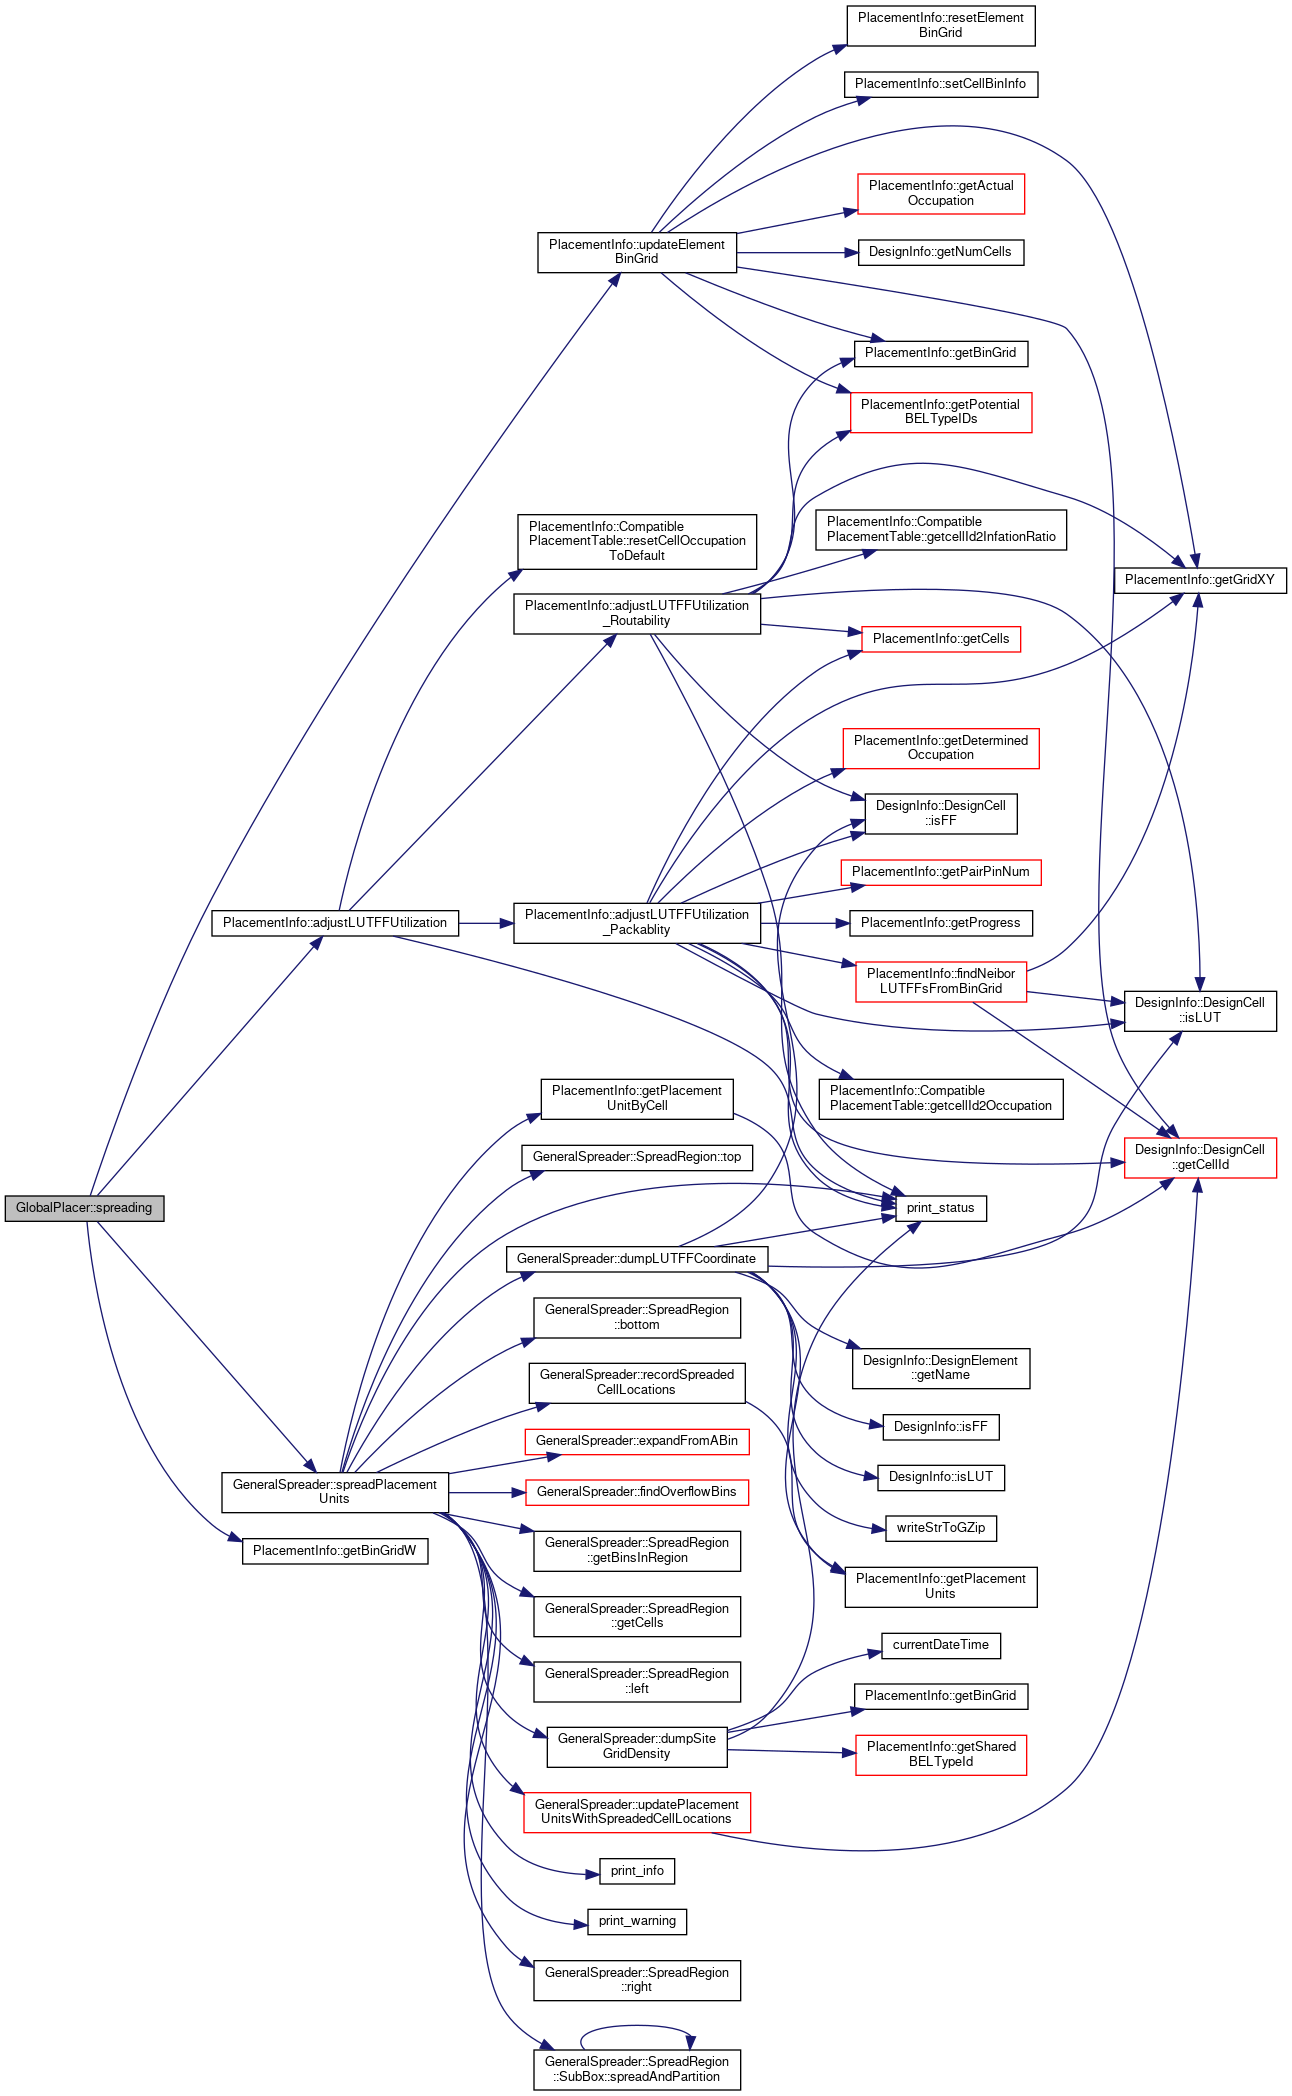 PlacementInfo::resetElement
BinGrid
PlacementInfo::setCellBinInfo
PlacementInfo::getActual
Occupation
PlacementInfo::updateElement
BinGrid
DesignInfo::getNumCells
PlacementInfo::getBinGrid
PlacementInfo::getPotential
BELTypeIDs
PlacementInfo::Compatible
PlacementTable::resetCellOccupation
ToDefault
PlacementInfo::Compatible
PlacementTable::getcellId2InfationRatio
PlacementInfo::getGridXY
PlacementInfo::adjustLUTFFUtilization
_Routability
PlacementInfo::getCells
PlacementInfo::getDetermined
Occupation
DesignInfo::DesignCell
::isFF
PlacementInfo::getPairPinNum
PlacementInfo::adjustLUTFFUtilization
PlacementInfo::adjustLUTFFUtilization
_Packablity
PlacementInfo::getProgress
PlacementInfo::findNeibor
LUTFFsFromBinGrid
DesignInfo::DesignCell
::isLUT
PlacementInfo::getPlacement
UnitByCell
PlacementInfo::Compatible
PlacementTable::getcellId2Occupation
GeneralSpreader::SpreadRegion::top
DesignInfo::DesignCell
::getCellId
GlobalPlacer::spreading
print_status
GeneralSpreader::dumpLUTFFCoordinate
GeneralSpreader::SpreadRegion
::bottom
DesignInfo::DesignElement
::getName
GeneralSpreader::recordSpreaded
CellLocations
DesignInfo::isFF
GeneralSpreader::expandFromABin
DesignInfo::isLUT
GeneralSpreader::spreadPlacement
Units
GeneralSpreader::findOverflowBins
writeStrToGZip
PlacementInfo::getBinGridW
GeneralSpreader::SpreadRegion
::getBinsInRegion
PlacementInfo::getPlacement
Units
GeneralSpreader::SpreadRegion
::getCells
currentDateTime
GeneralSpreader::SpreadRegion
::left
PlacementInfo::getBinGrid
GeneralSpreader::dumpSite
GridDensity
PlacementInfo::getShared
BELTypeId
GeneralSpreader::updatePlacement
UnitsWithSpreadedCellLocations
print_info
print_warning
GeneralSpreader::SpreadRegion
::right
GeneralSpreader::SpreadRegion
::SubBox::spreadAndPartition